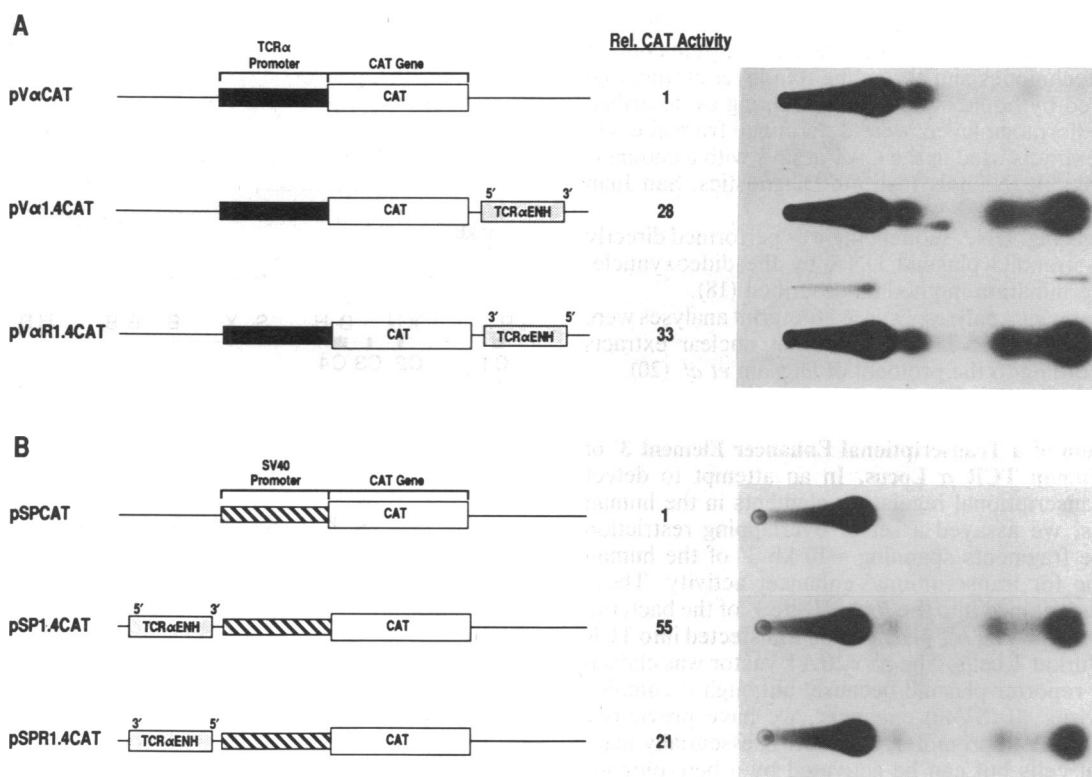 A
Rel. CAT Activity
TCRα
Promoter
CAT Gene
pVαCAT
CAT
1
5′ 3′
pVα1.4CAT
CAT
TCRαENH
28
3′ 5′
pVαR1.4CAT
CAT
TCRαENH
33
B
SV40
Promoter
CAT Gene
pSPCAT
CAT
1
5′ 3′
pSP1.4CAT
TCRαENH
CAT
55
3′ 5′
pSPR1.4CAT
TCRαENH
CAT
21